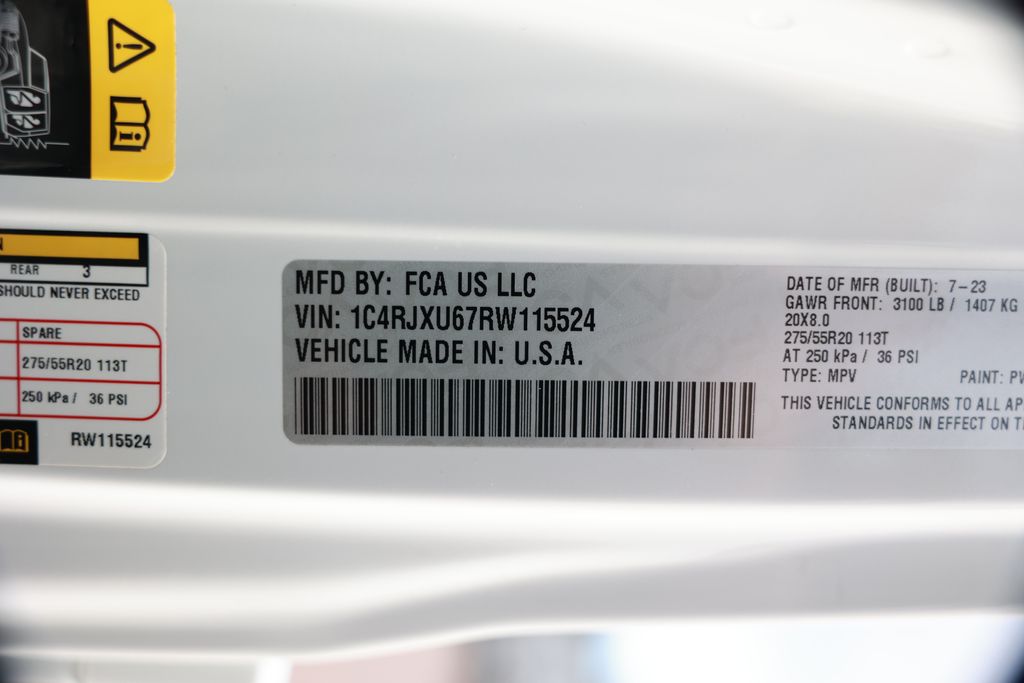 N
REAR 3
SHOULD NEVER EXCEED
SPARE
275/55R20 113T
250 kPa / 36 PSI
RW115524
MFD BY: FCA US LLC
VIN: 1C4RJXU67RW115524
VEHICLE MADE IN: U.S.A.
DATE OF MFR (BUILT): 7-23
GAWR FRONT: 3100 LB / 1407 KG
20X8.0
275/55R20 113T
AT 250 kPa / 36 PSI
TYPE: MPV PAINT: PW
THIS VEHICLE CONFORMS TO ALL AP
STANDARDS IN EFFECT ON T